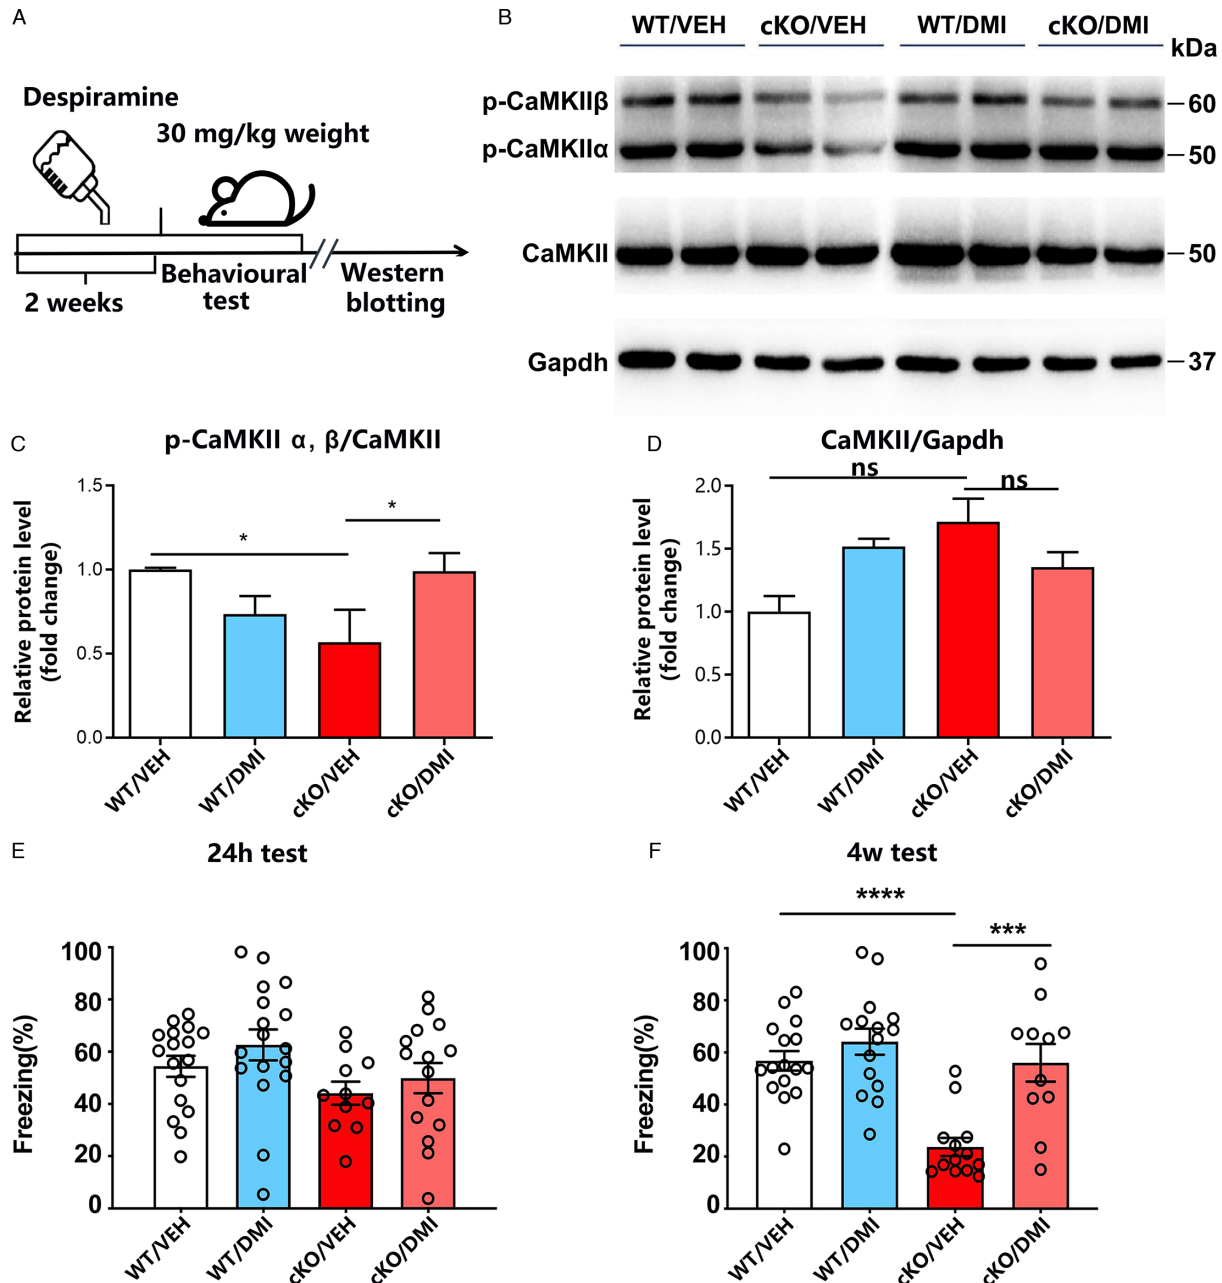 A
Despiramine
30 mg/kg weight
2 weeks
Behavioural
test
Western
blotting
B
WT/VEH cKO/VEH WT/DMI cKO/DMI
kDa
p-CaMKIIβ
60
p-CaMKIIα
50
CaMKII
50
Gapdh
37
C
p-CaMKII α, β/CaMKII
Relative protein level
(fold change)
1.5
1.0
0.5
0.0
*
*
WT/VEH
WT/DMI
cKO/VEH
cKO/DMI
D
CaMKII/Gapdh
Relative protein level
(fold change)
2.0
1.5
1.0
0.5
0.0
ns
ns
WT/VEH
WT/DMI
cKO/VEH
cKO/DMI
E
24h test
Freezing(%)
100
80
60
40
20
0
WT/VEH
WT/DMI
cKO/VEH
cKO/DMI
F
4w test
Freezing(%)
100
80
60
40
20
0
****
***
WT/VEH
WT/DMI
cKO/VEH
cKO/DMI